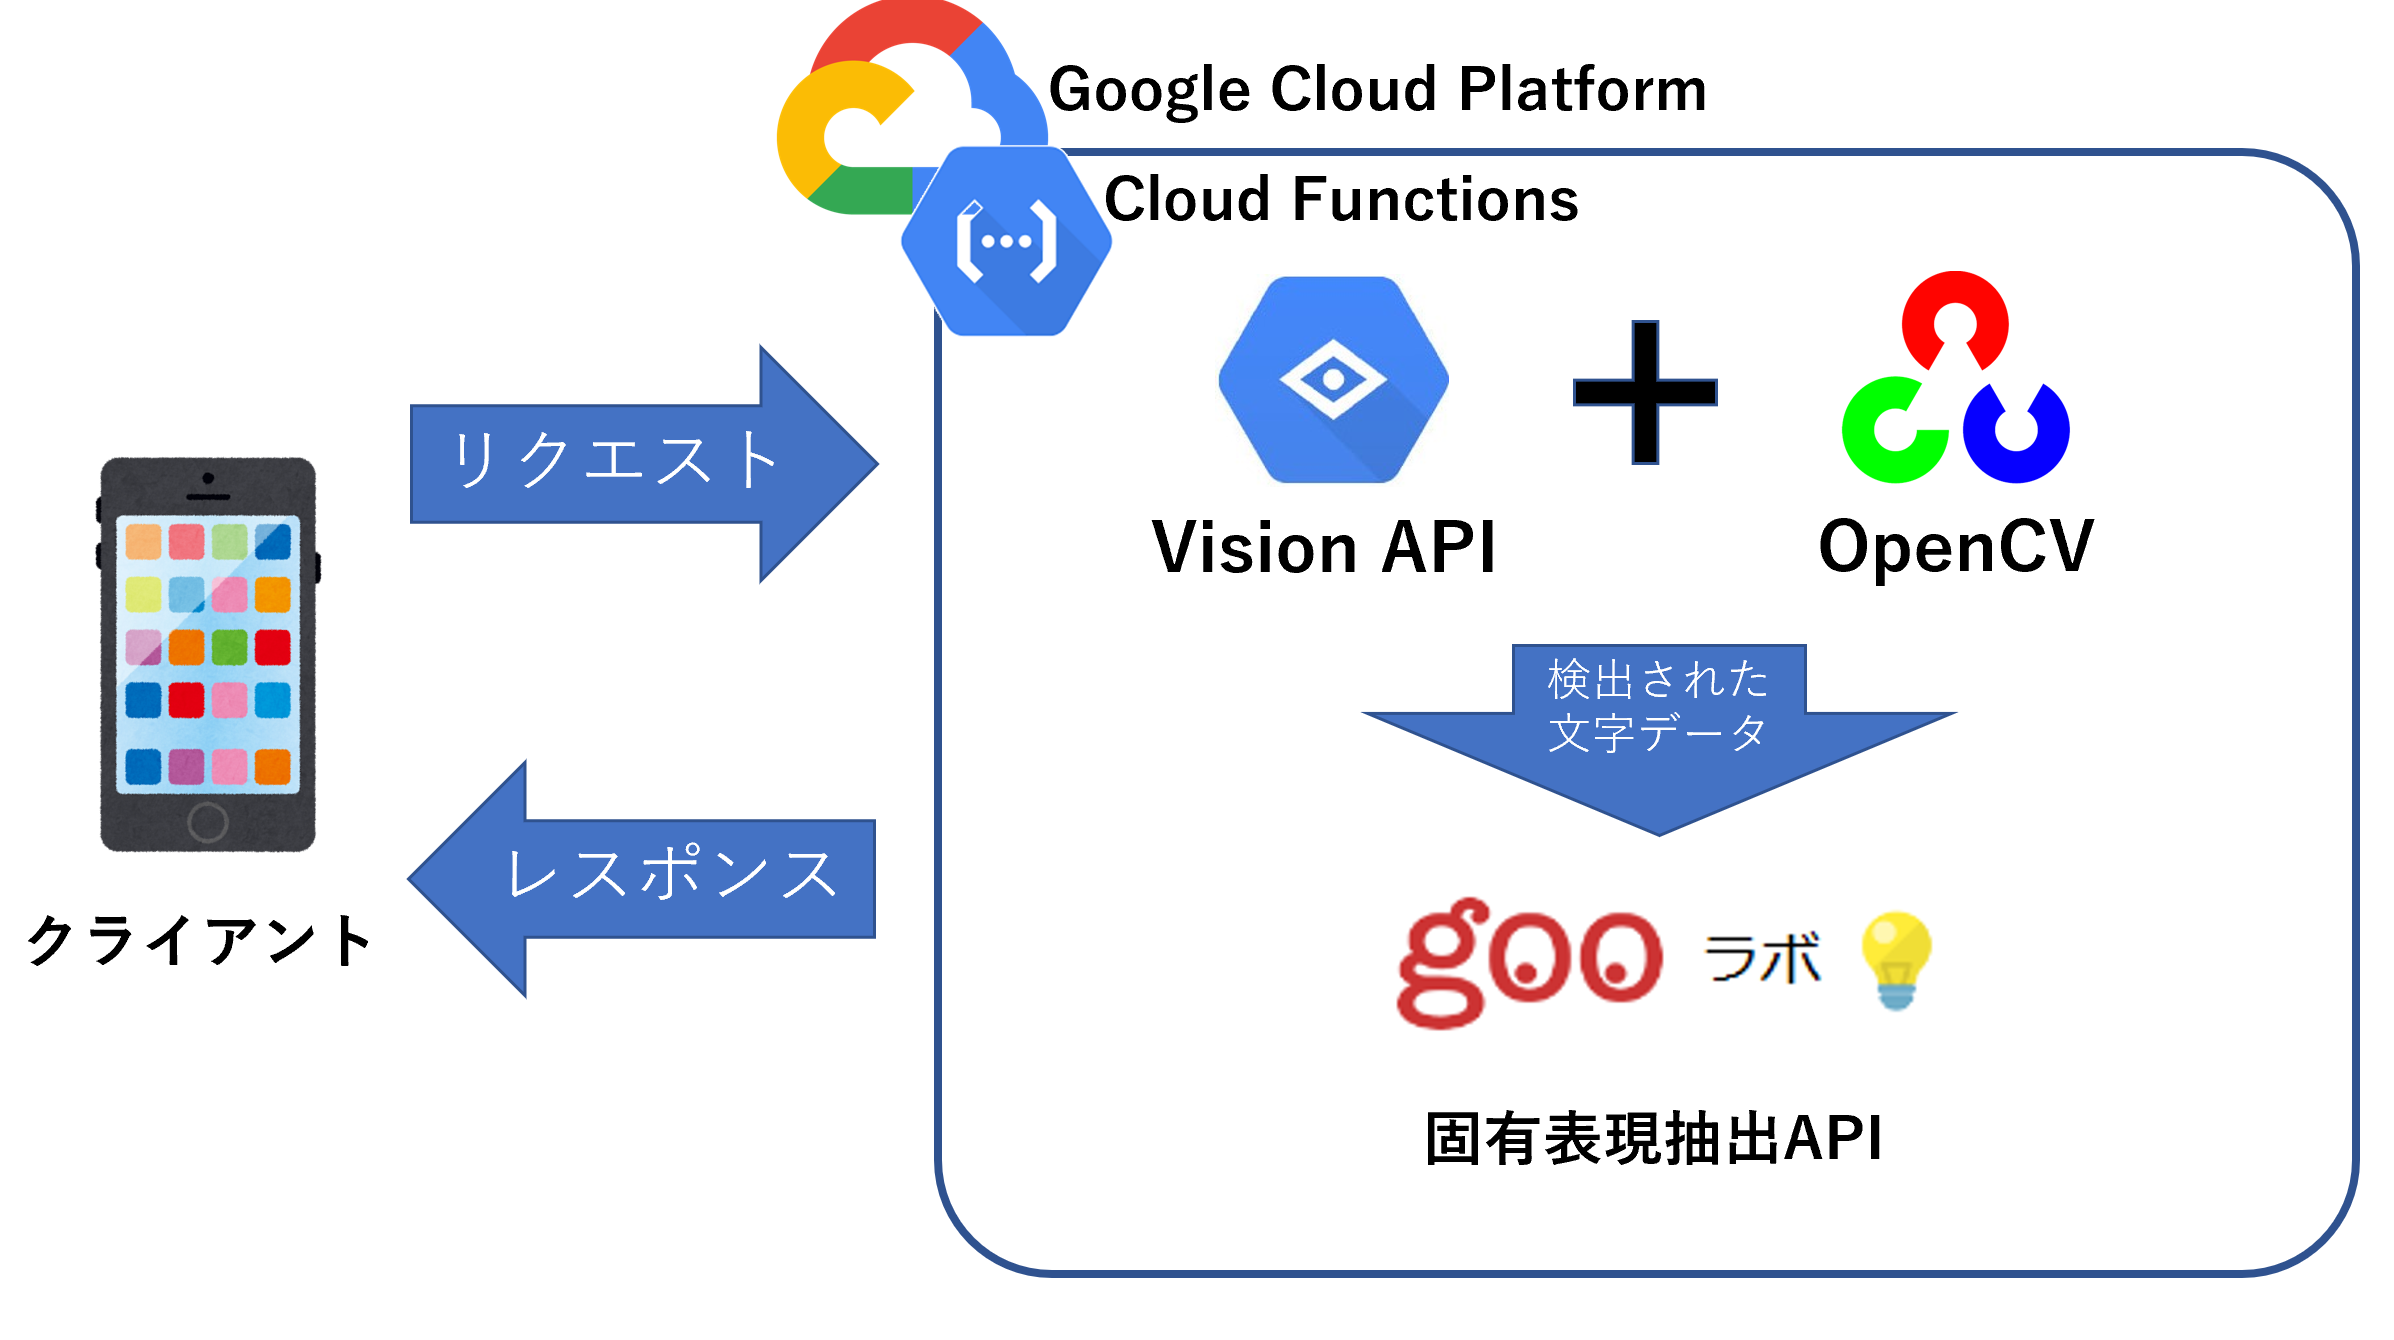 Google Cloud Platform
Cloud Functions
リクエスト
Vision API
OpenCV
検出された
文字データ
レスポンス
クライアント
goo ラボ
固有表現抽出API